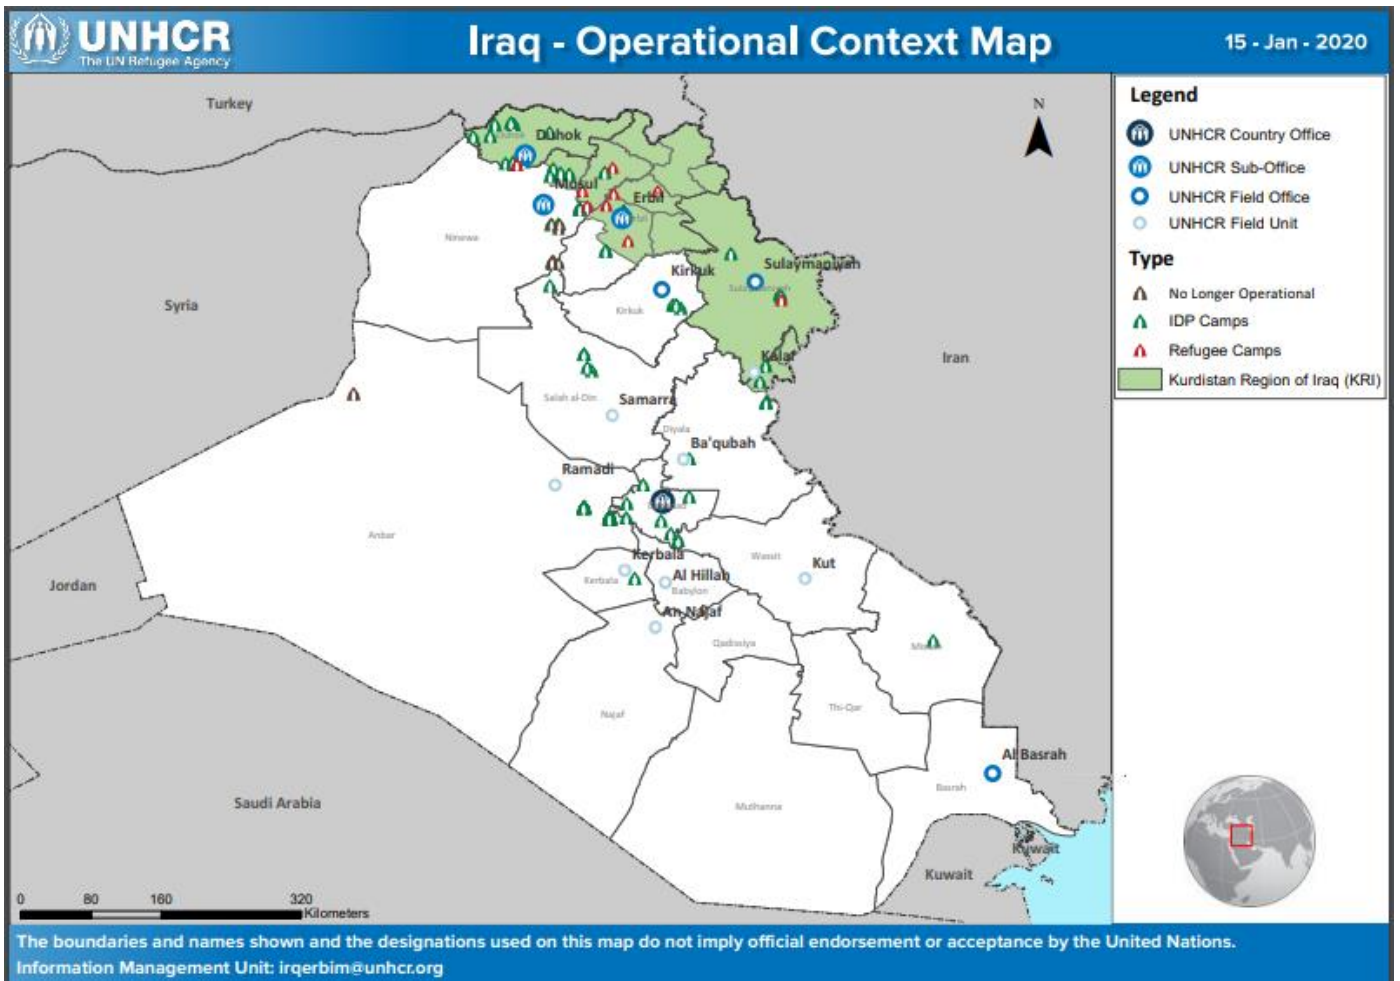 UNHCR
The UN Refugee Agency
Iraq - Operational Context Map
15 - Jan - 2020
Legend
UNHCR Country Office
UNHCR Sub-Office
UNHCR Field Office
UNHCR Field Unit
Type
No Longer Operational
IDP Camps
Refugee Camps
Kurdistan Region of Iraq (KRI)
N
Turkey
Duhok
Mosul
Erbil
Ninewa
Kirkuk
Sulaymaniyah
Kirkuk
Syria
Iran
Kalar
Salah al-Din
Samarra
Diyala
Ba'qubah
Ramadi
Anbar
Kerbala
Kerbala
Al Hillah
Babylon
Wassit
Kut
Jordan
An Najaf
Qadissiya
Najaf
Thi-Qar
Al Basrah
Basrah
Saudi Arabia
Muthanna
Kuwait
Kuwait
0 80 160 320
Kilometers
The boundaries and names shown and the designations used on this map do not imply official endorsement or acceptance by the United Nations.
Information Management Unit: irqerbim@unhcr.org